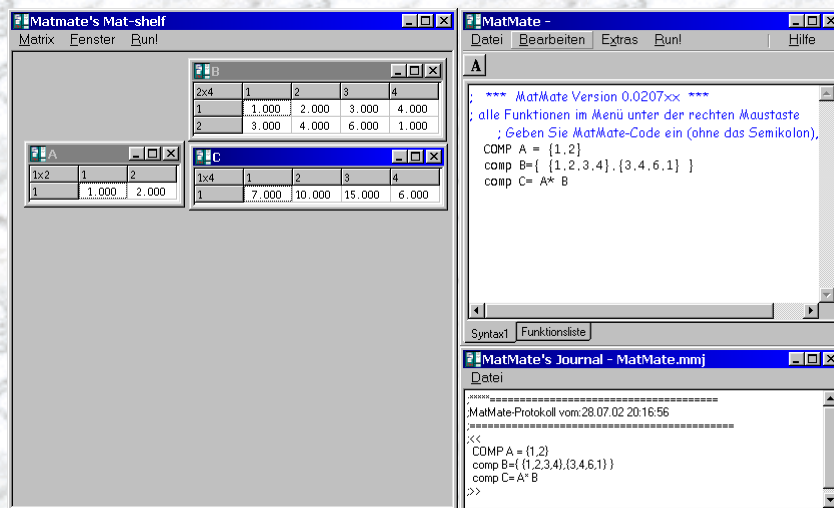 Matmate's Mat-shelf
Matrix Fenster Run!
B
2x4 1 2 3 4
1 1.000 2.000 3.000 4.000
2 3.000 4.000 6.000 1.000
A
1x2 1 2
1 1.000 2.000
C
1x4 1 2 3 4
1 7.000 10.000 15.000 6.000
MatMate -
Datei Bearbeiten Extras Run! Hilfe
A
; *** MatMate Version 0.0207xx ***
; alle Funktionen im Menü unter der rechten Maustaste
; Geben Sie MatMate-Code ein (ohne das Semikolon),
COMP A = {1,2}
comp B={ {1,2,3,4},{3,4,6,1} }
comp C= A* B
Syntax1 Funktionsliste
MatMate's Journal - MatMate.mmj
Datei
;*****======================================
;MatMate-Protokoll vom:28.07.02 20:16:56
;============================================
;<<
COMP A = {1,2}
comp B={ {1,2,3,4},{3,4,6,1} }
comp C= A* B
;>>